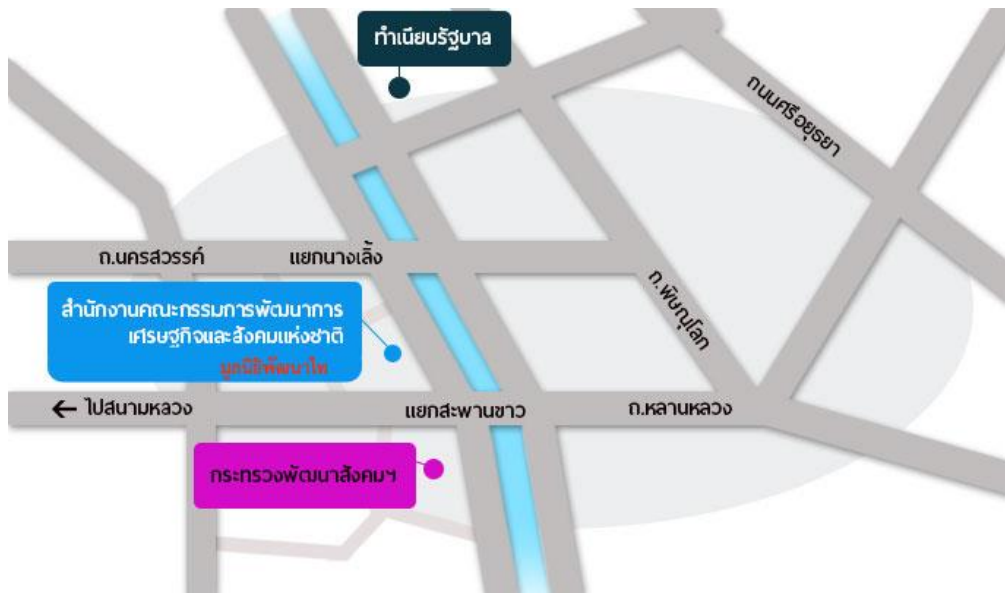 ทำเนียบรัฐบาล
ถนนศรีอยุธยา
ถ.นครสวรรค์
แยกนางเลิ้ง
ถ.พิษณุโลก
สำนักงานคณะกรรมการพัฒนาการ
เศรษฐกิจและสังคมแห่งชาติ
มูลนิธิพัฒนาไท
← ไปสนามหลวง
แยกสะพานขาว
ถ.หลานหลวง
กระทรวงพัฒนาสังคมฯ